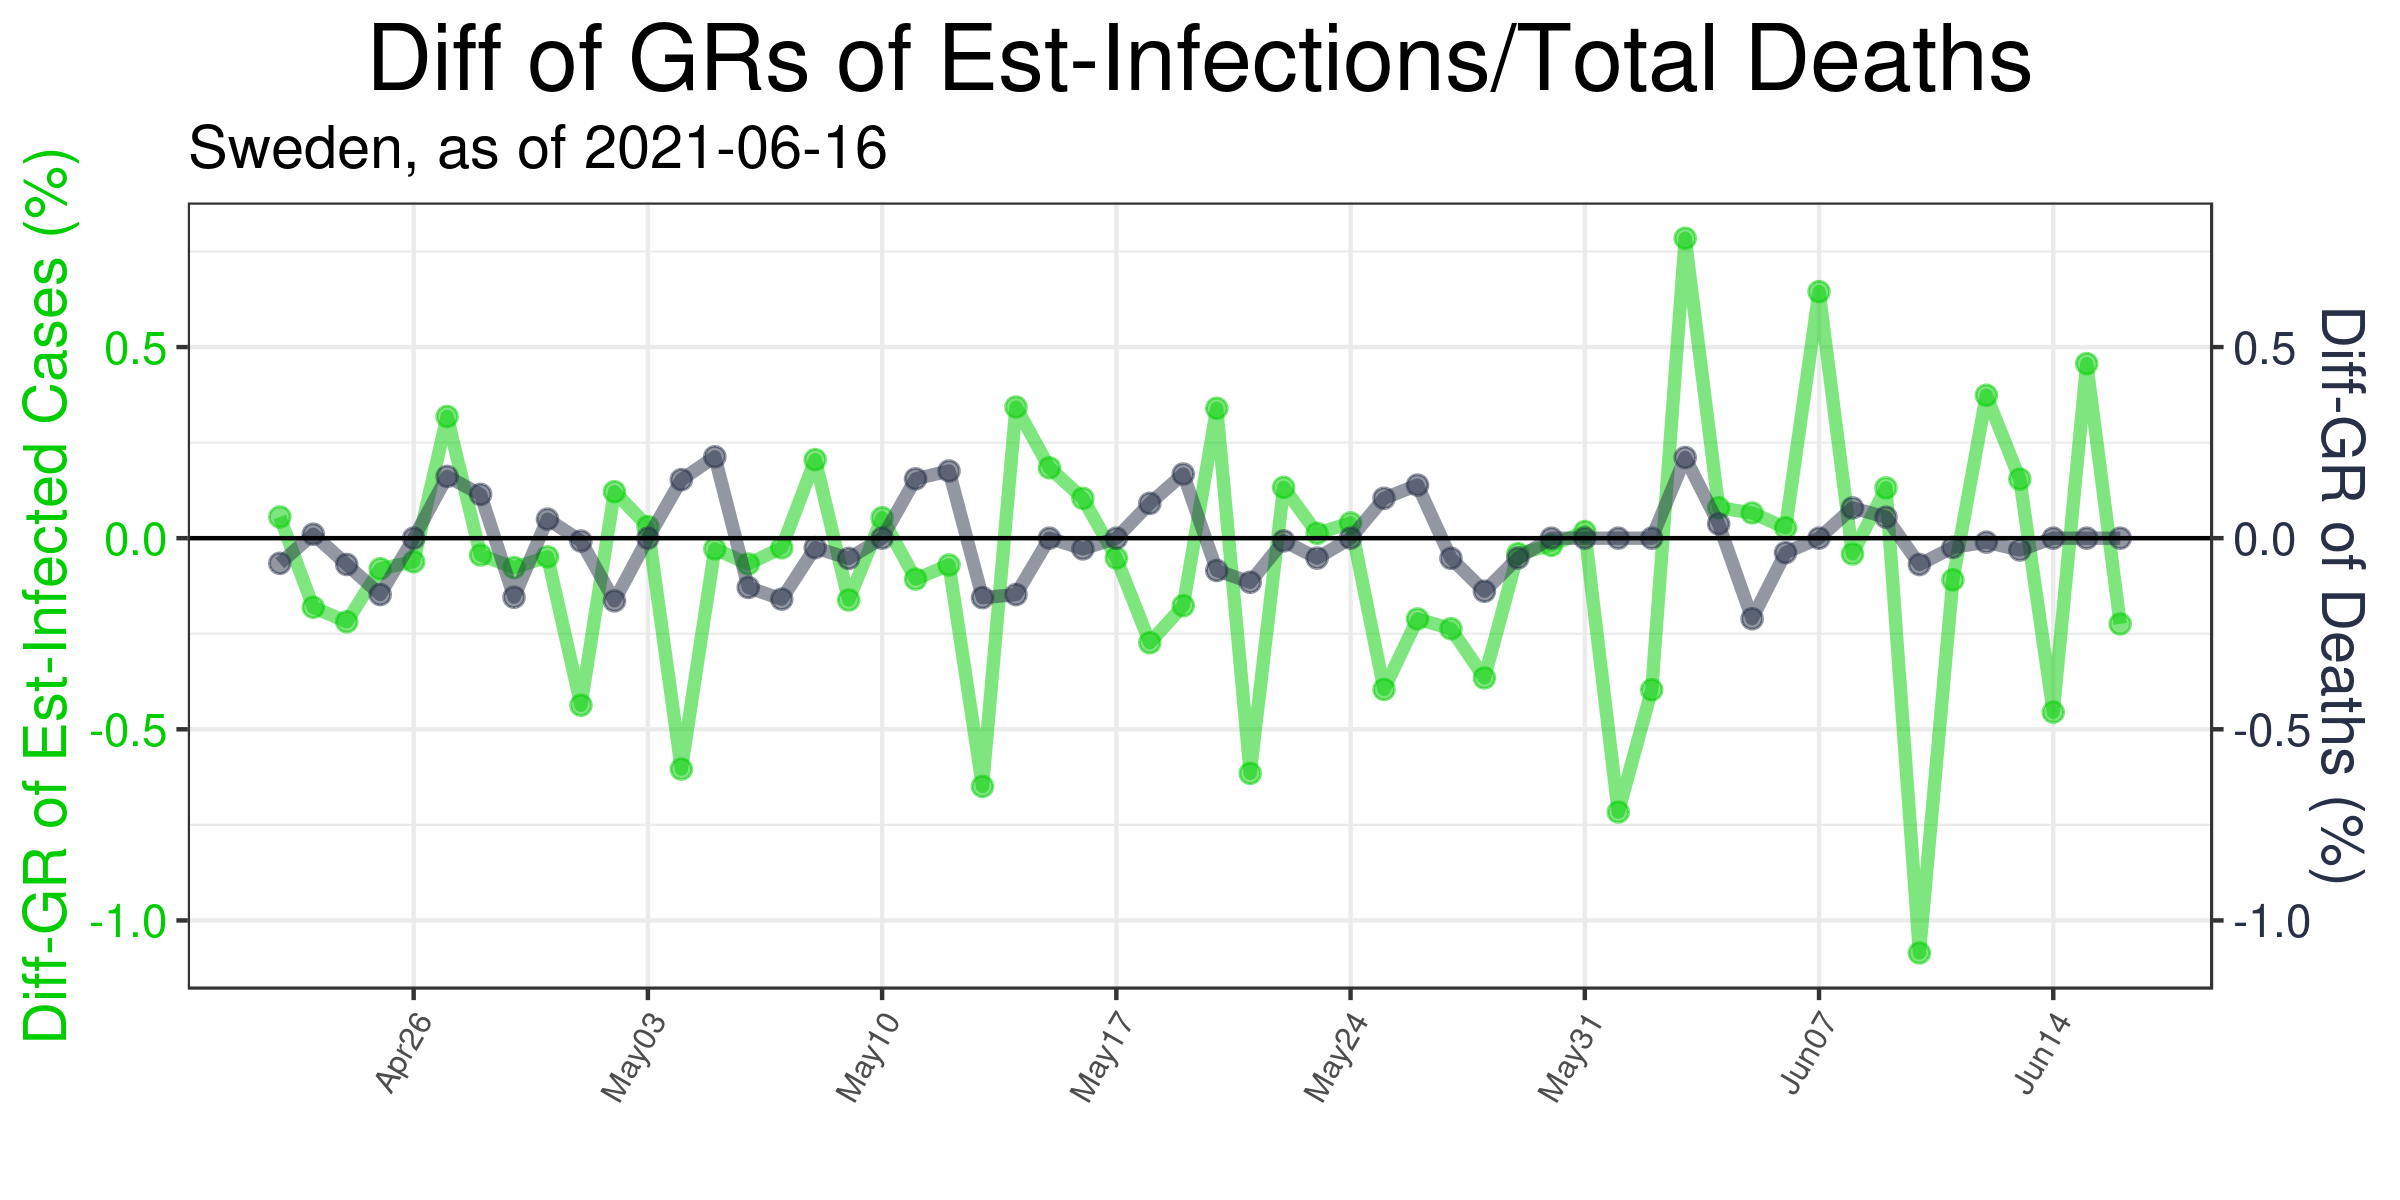 Diff of GRs of Est-Infections/Total Deaths
Sweden, as of 2021-06-16
Diff-GR of Est-Infected Cases (%)
0.5
0.0
-0.5
-1.0
0.5
0.0
-0.5
-1.0
Diff-GR of Deaths (%)
Apr26
May03
May10
May17
May24
May31
Jun07
Jun14